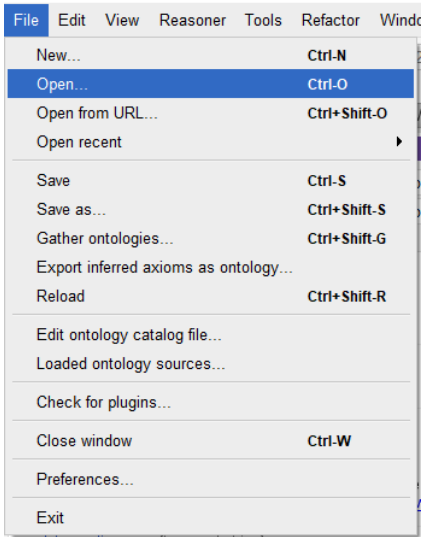 File Edit View Reasoner Tools Refactor
New... Ctrl-N
Open... Ctrl-O
Open from URL... Ctrl+Shift-O
Open recent
Save Ctrl-S
Save as... Ctrl+Shift-S
Gather ontologies... Ctrl+Shift-G
Export inferred axioms as ontology...
Reload Ctrl+Shift-R
Edit ontology catalog file...
Loaded ontology sources...
Check for plugins...
Close window Ctrl-W
Preferences...
Exit